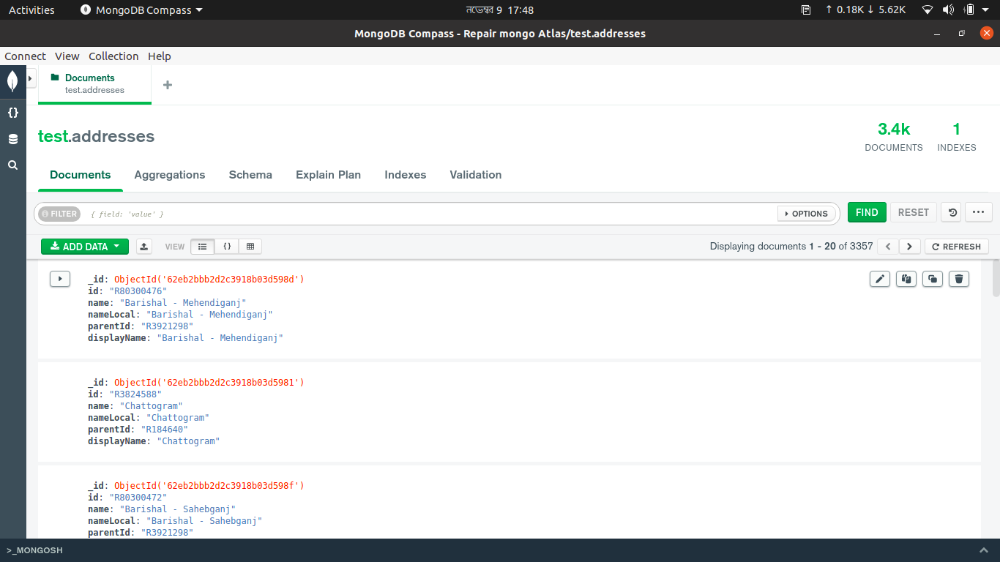 Activities MongoDB Compass নভেম্বর 9 17:48 ↑ 0.18K ↓ 5.62K
MongoDB Compass - Repair mongo Atlas/test.addresses
Connect View Collection Help
Documents
test.addresses
test.addresses
3.4k 1
DOCUMENTS INDEXES
Documents Aggregations Schema Explain Plan Indexes Validation
FILTER { field: 'value' } OPTIONS FIND RESET ...
ADD DATA VIEW {} Displaying documents 1 - 20 of 3357 < > REFRESH
_id: ObjectId('62eb2bbb2d2c3918b03d598d')
id: "R80300476"
name: "Barishal - Mehendiganj"
nameLocal: "Barishal - Mehendiganj"
parentId: "R3921298"
displayName: "Barishal - Mehendiganj"
_id: ObjectId('62eb2bbb2d2c3918b03d5981')
id: "R3824588"
name: "Chattogram"
nameLocal: "Chattogram"
parentId: "R184640"
displayName: "Chattogram"
_id: ObjectId('62eb2bbb2d2c3918b03d598f')
id: "R80300472"
name: "Barishal - Sahebganj"
nameLocal: "Barishal - Sahebganj"
parentId: "R3921298"
>_MONGOSH